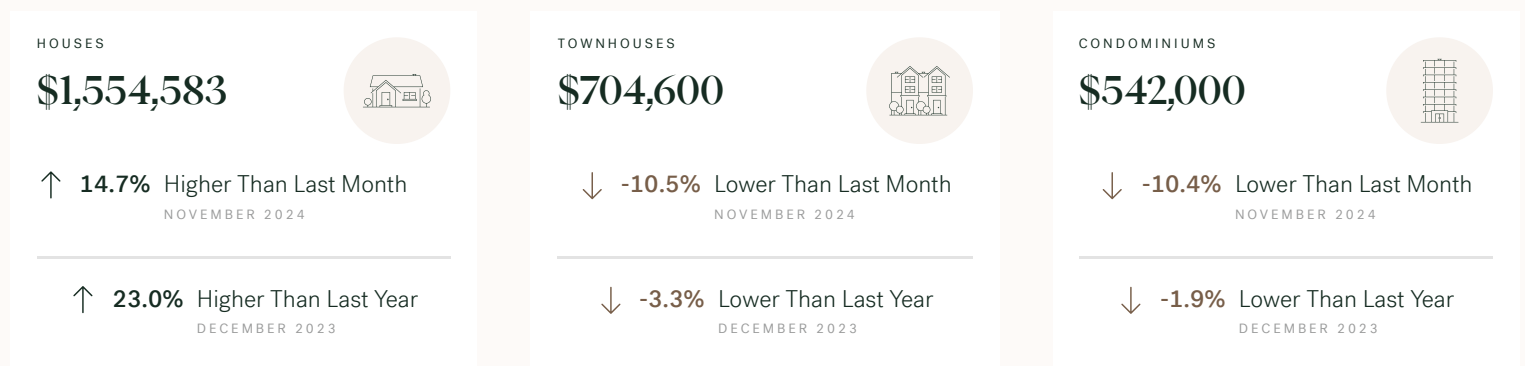 HOUSES
$1,554,583
14.7% Higher Than Last Month
NOVEMBER 2024
23.0% Higher Than Last Year
DECEMBER 2023
TOWNHOUSES
$704,600
-10.5% Lower Than Last Month
NOVEMBER 2024
-3.3% Lower Than Last Year
DECEMBER 2023
CONDOMINIUMS
$542,000
-10.4% Lower Than Last Month
NOVEMBER 2024
-1.9% Lower Than Last Year
DECEMBER 2023